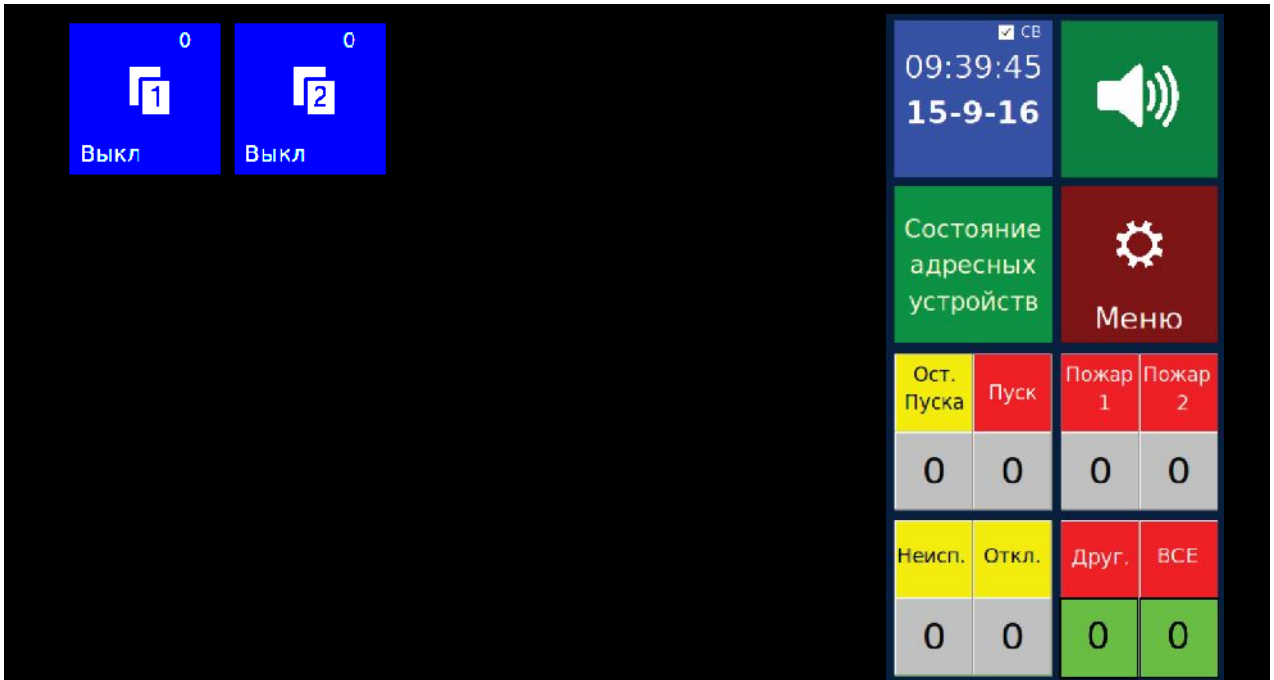 0
1
Выкл
0
2
Выкл
СВ
09:39:45
15-9-16
Состояние
адресных
устройств
Меню
Ост.
Пуска
Пуск
Пожар
1
Пожар
2
0
0
0
0
Неисп.
Откл.
Друг.
ВСЕ
0
0
0
0